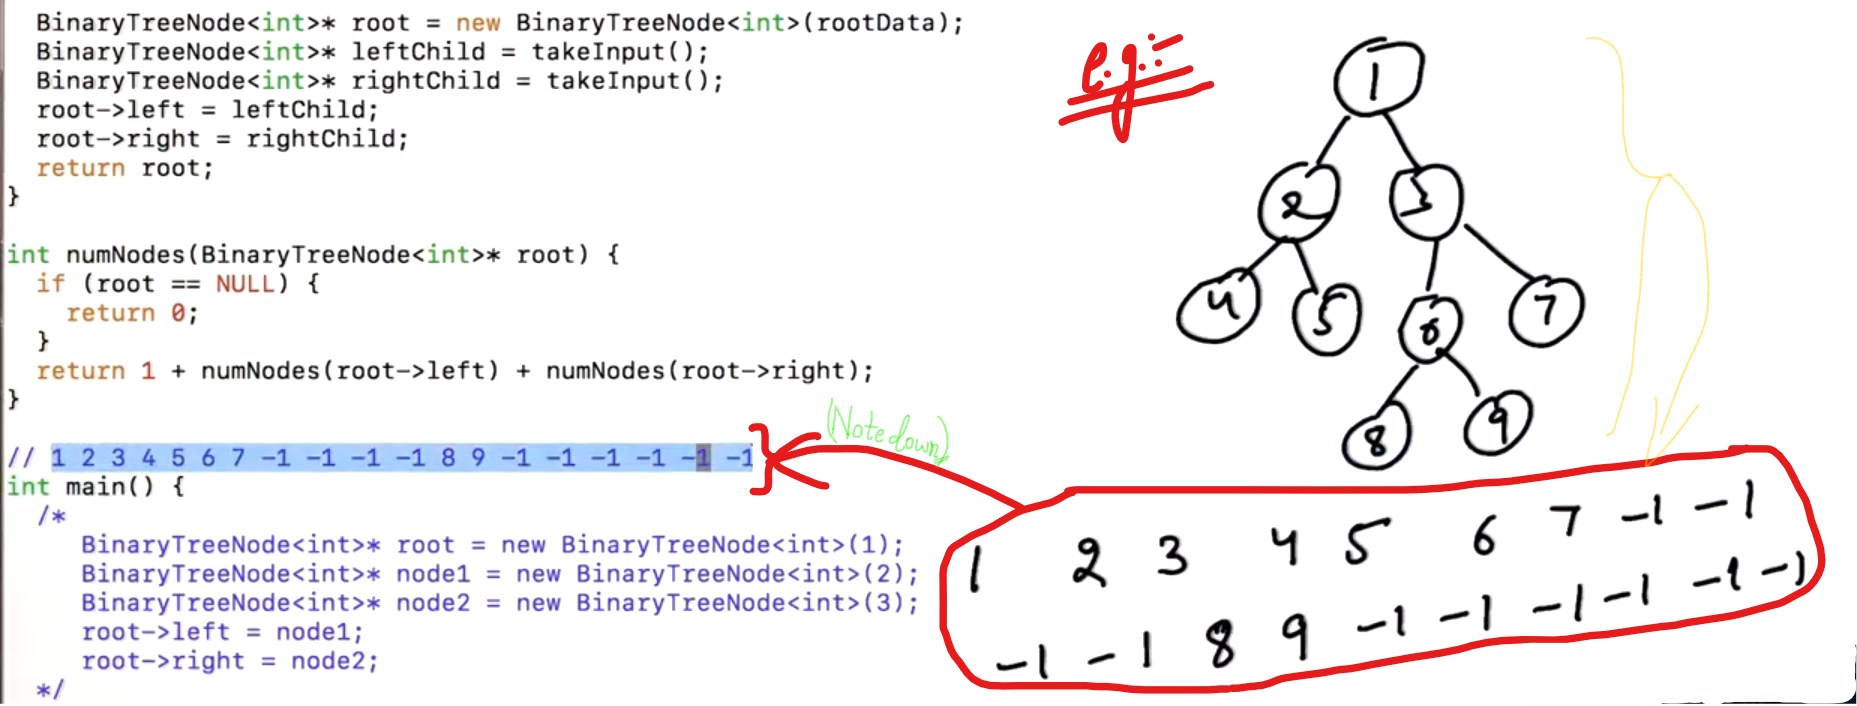 BinaryTreeNode<int>* root = new BinaryTreeNode<int>(rootData);
BinaryTreeNode<int>* leftChild = takeInput();
BinaryTreeNode<int>* rightChild = takeInput();
root->left = leftChild;
root->right = rightChild;
return root;
}
int numNodes(BinaryTreeNode<int>* root) {
if (root == NULL) {
return 0;
}
return 1 + numNodes(root->left) + numNodes(root->right);
}
// 1 2 3 4 5 6 7 -1 -1 -1 -1 8 9 -1 -1 -1 -1 -1 -1
int main() {
/*
BinaryTreeNode<int>* root = new BinaryTreeNode<int>(1);
BinaryTreeNode<int>* node1 = new BinaryTreeNode<int>(2);
BinaryTreeNode<int>* node2 = new BinaryTreeNode<int>(3);
root->left = node1;
root->right = node2;
*/
e.g:-
1
2 3
4 5 6 7
8 9
(Note down)
1 2 3 4 5 6 7 -1 -1
-1 -1 8 9 -1 -1 -1 -1 -1 -1